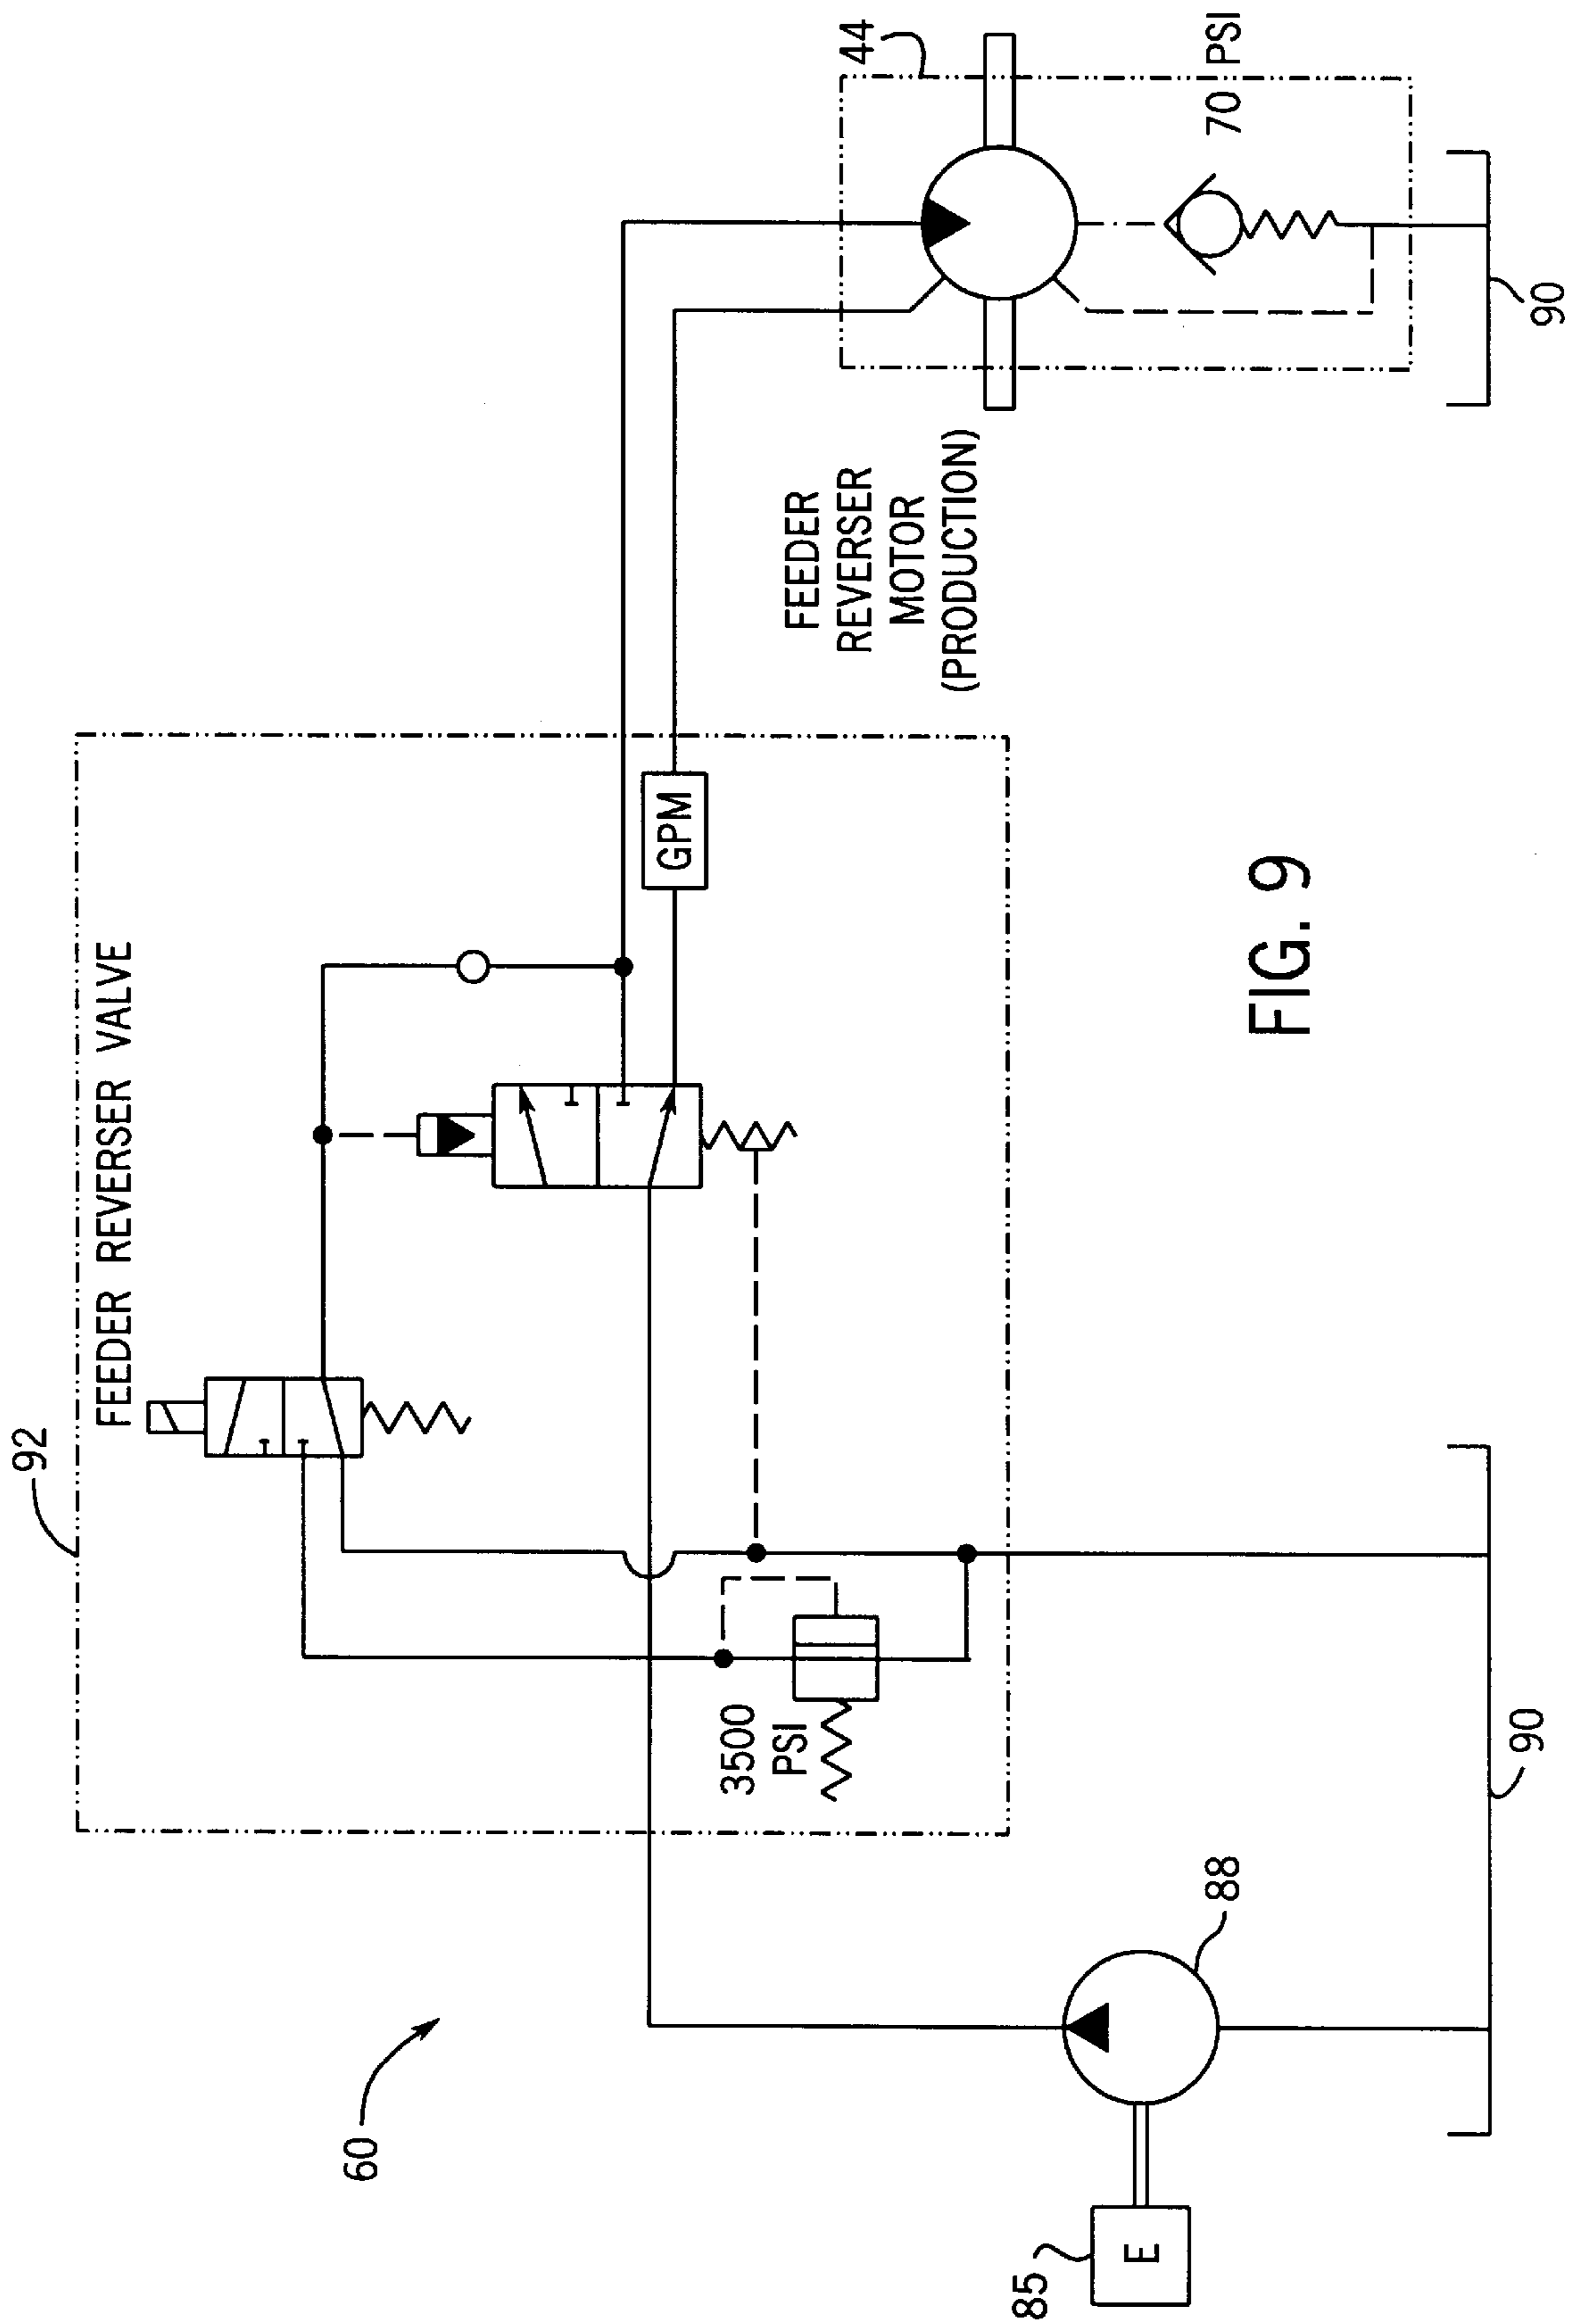 92
FEEDER REVERSER VALVE
60
3500
PSI
GPM
FEEDER
REVERSER
MOTOR
(PRODUCTION)
44
70 PSI
85
E
88
90
90
FIG. 9